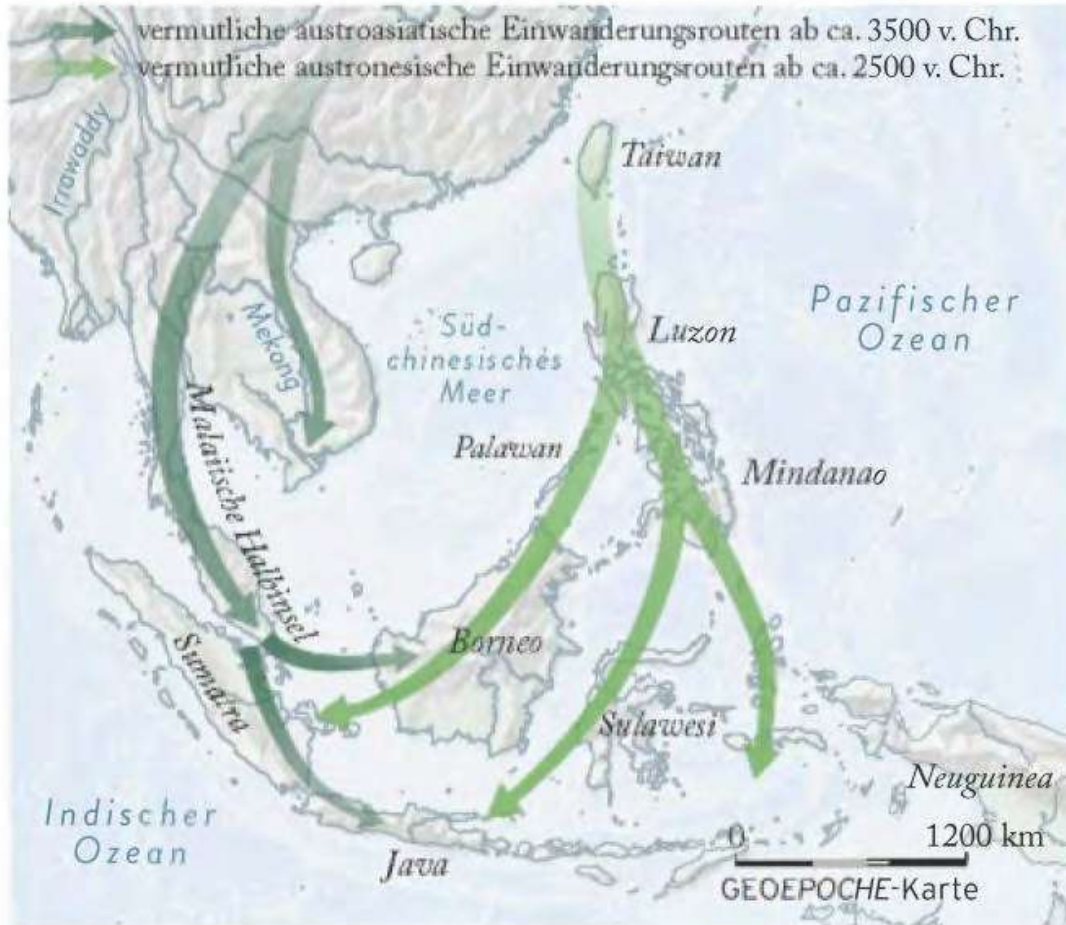 vermutliche austroasiatische Einwanderungsrouten ab ca. 3500 v. Chr.
vermutliche austronesische Einwanderungsrouten ab ca. 2500 v. Chr.
Irrawaddy
Taiwan
Pazifischer
Ozean
Luzon
Mekong
Süd-
chinesisches
Meer
Palawan
Mindanao
Malaiische Halbinsel
Borneo
Sumatra
Sulawesi
Neuguinea
Indischer
Ozean
Java
0 1200 km
GEOEPOCHE-Karte